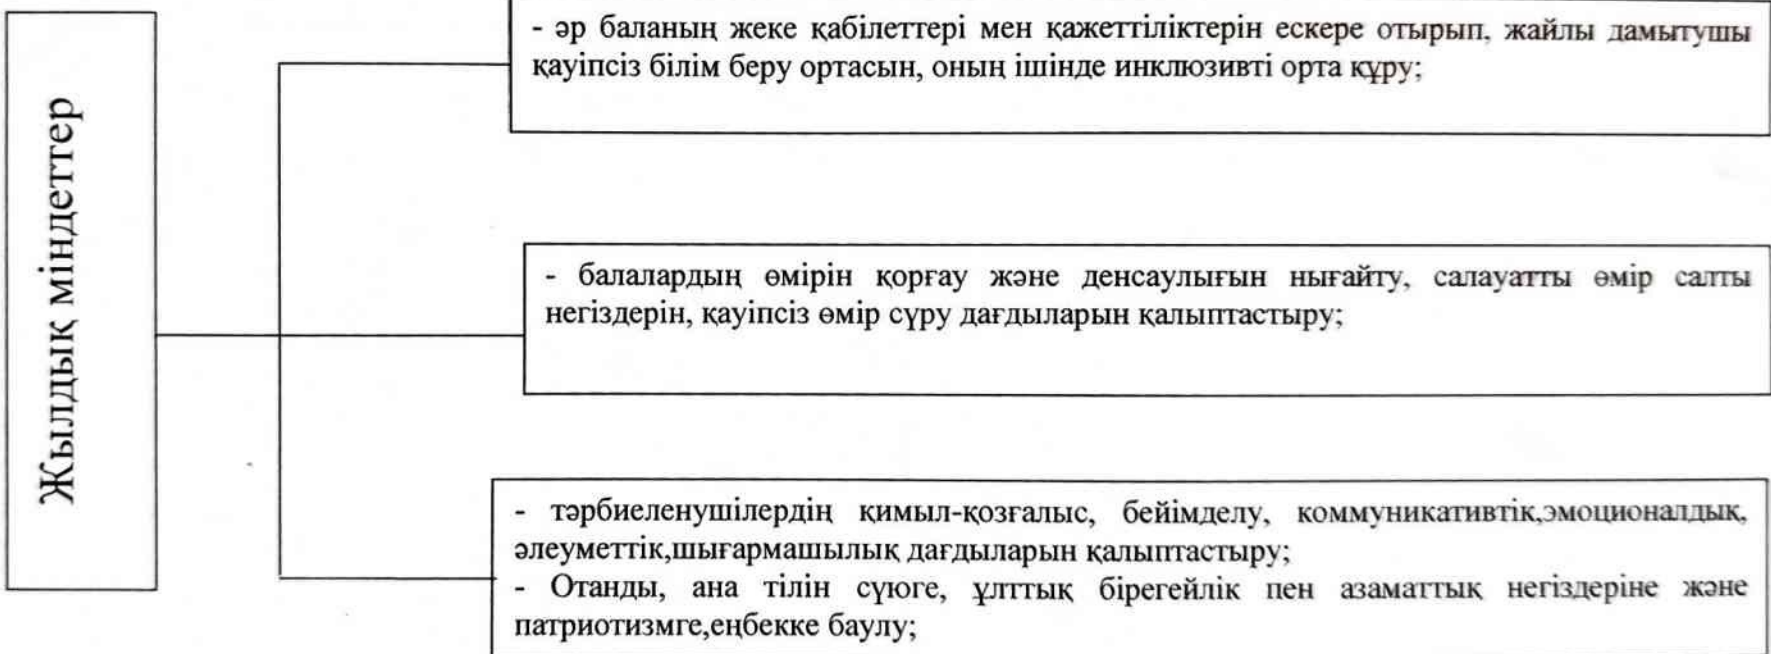 Жылдық міндеттер
- әр баланың жеке қабілеттері мен қажеттіліктерін ескере отырып, жайлы дамытушы
қауіпсіз білім беру ортасын, оның ішінде инклюзивті орта құру;
- балалардың өмірін қорғау және денсаулығын нығайту, салауатты өмір салты
негіздерін, қауіпсіз өмір сүру дағдыларын қалыптастыру;
- тәрбиеленушілердің қимыл-қозғалыс, бейімделу, коммуникативтік,эмоционалдық,
әлеуметтік,шығармашылық дағдыларын қалыптастыру;
- Отанды, ана тілін сүюге, ұлттық бірегейлік пен азаматтық негіздеріне және
патриотизмге,еңбекке баулу;